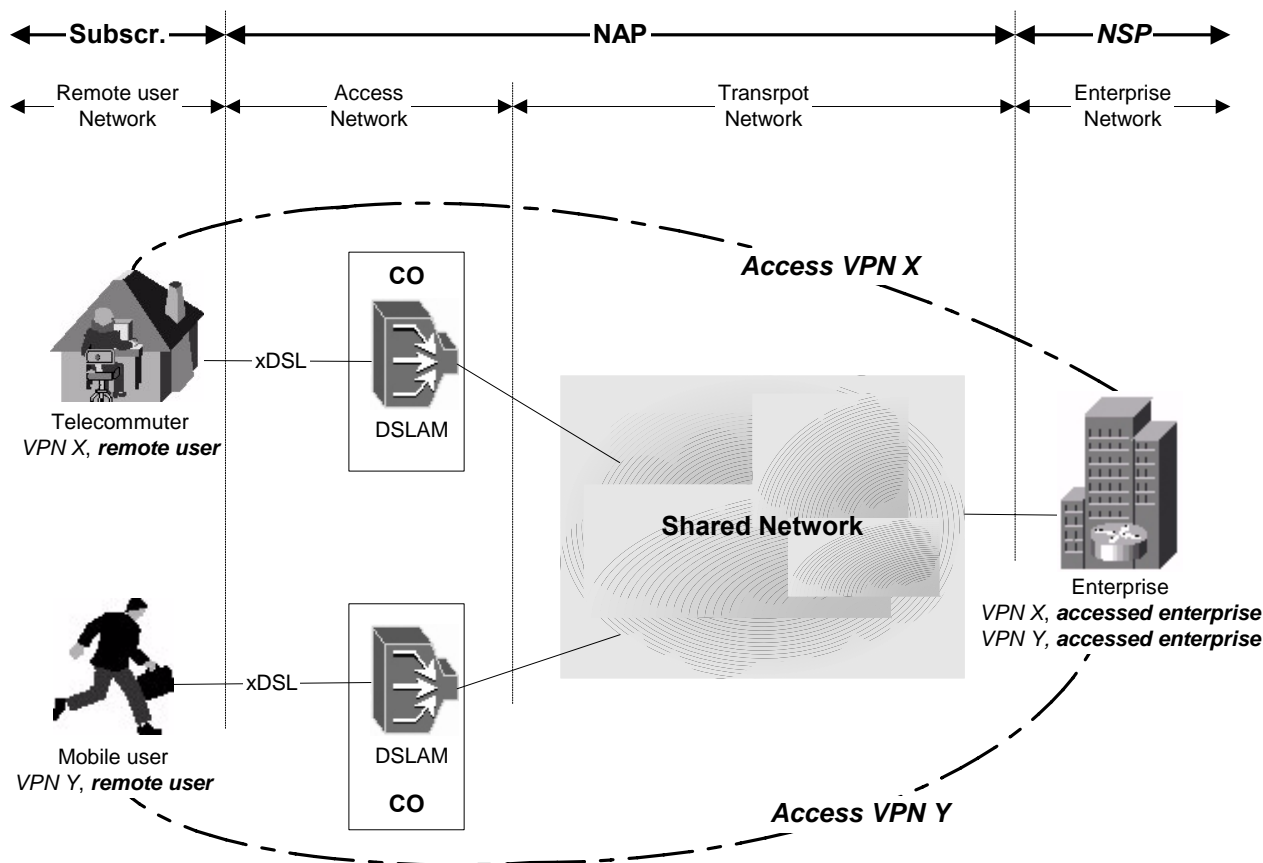 Subscr.
NAP
NSP
Remote user
Network
Access
Network
Transrpot
Network
Enterprise
Network
Access VPN X
CO
xDSL
DSLAM
Telecommuter
VPN X, remote user
Shared Network
Enterprise
VPN X, accessed enterprise
VPN Y, accessed enterprise
xDSL
DSLAM
CO
Mobile user
VPN Y, remote user
Access VPN Y